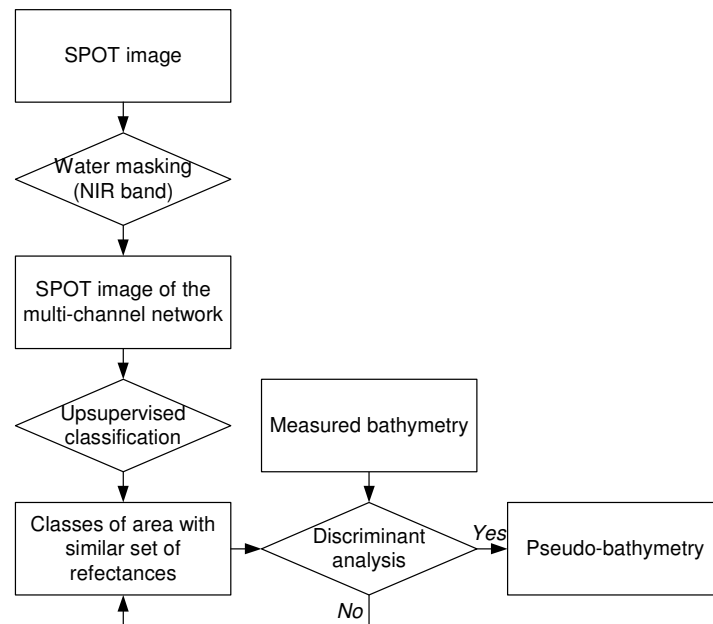 SPOT image
Water masking
(NIR band)
SPOT image of the
multi-channel network
Upsupervised
classification
Measured bathymetry
Classes of area with
similar set of
refectances
Discriminant
analysis
Yes
Pseudo-bathymetry
No